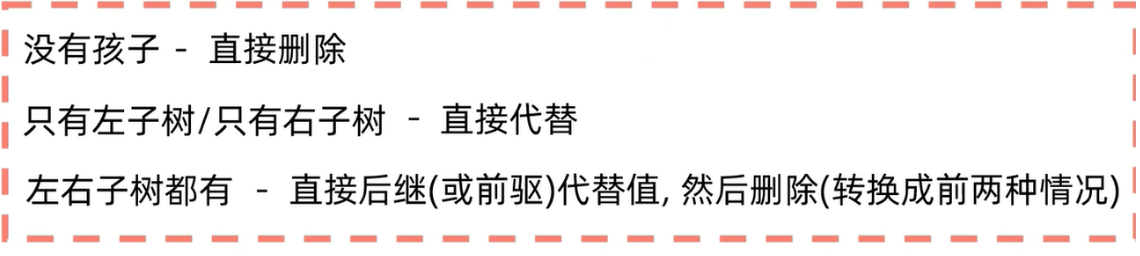 没有孩子 - 直接删除
只有左子树/只有右子树 - 直接代替
左右子树都有 - 直接后继(或前驱)代替值, 然后删除(转换成前两种情况)